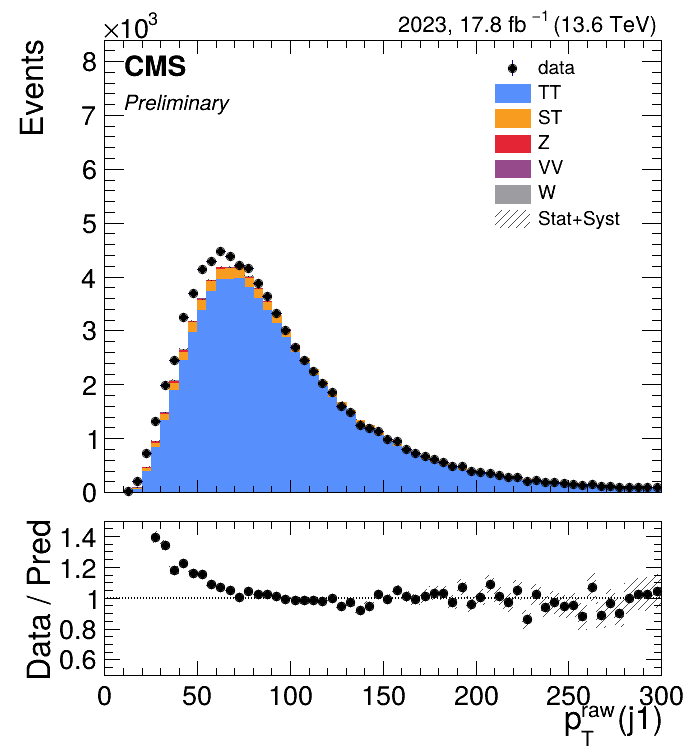 ×10³
2023, 17.8 fb ⁻¹ (13.6 TeV)
Events
CMS
Preliminary
data
TT
ST
Z
VV
W
Stat+Syst
8
7
6
5
4
3
2
1
0
Data / Pred
1.4
1.2
1
0.8
0.6
0 50 100 150 200 250 300
p_T^raw(j1)